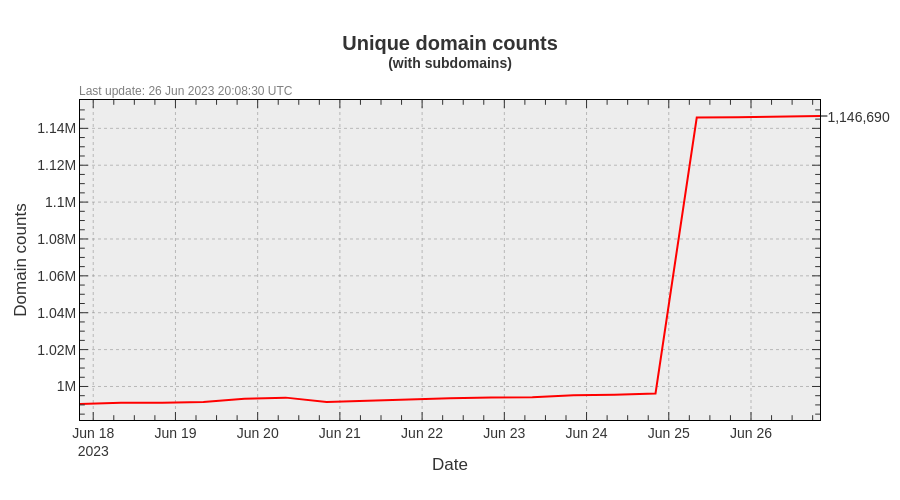 Unique domain counts
(with subdomains)
Last update: 26 Jun 2023 20:08:30 UTC
1.14M
1.12M
1.1M
1.08M
1.06M
1.04M
1.02M
1M
Domain counts
1,146,690
Jun 18
2023
Jun 19
Jun 20
Jun 21
Jun 22
Jun 23
Jun 24
Jun 25
Jun 26
Date